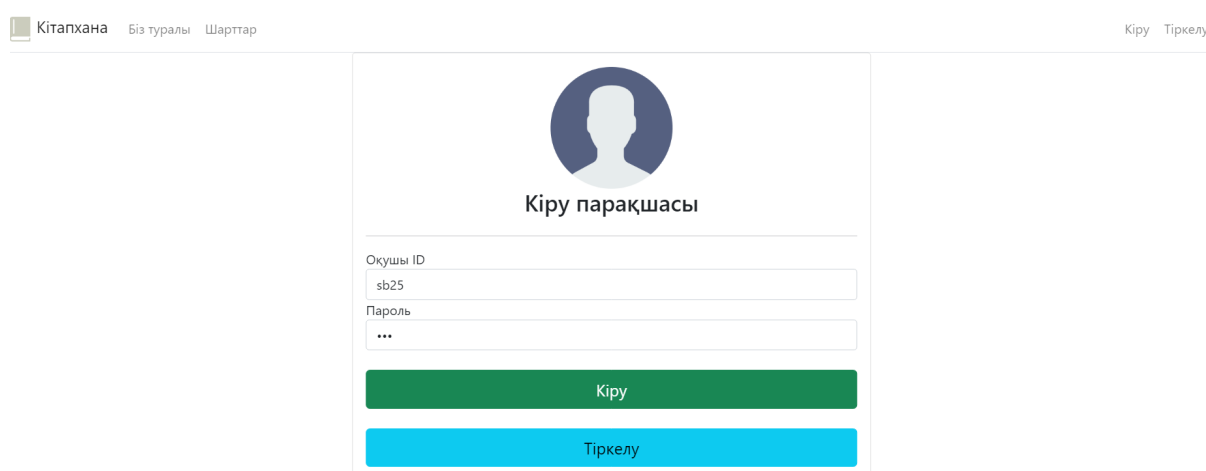 Кітапхана Біз туралы Шарттар Кіру Тіркелу
Кіру парақшасы
Оқушы ID
sb25
Пароль
•••
Кіру
Тіркелу